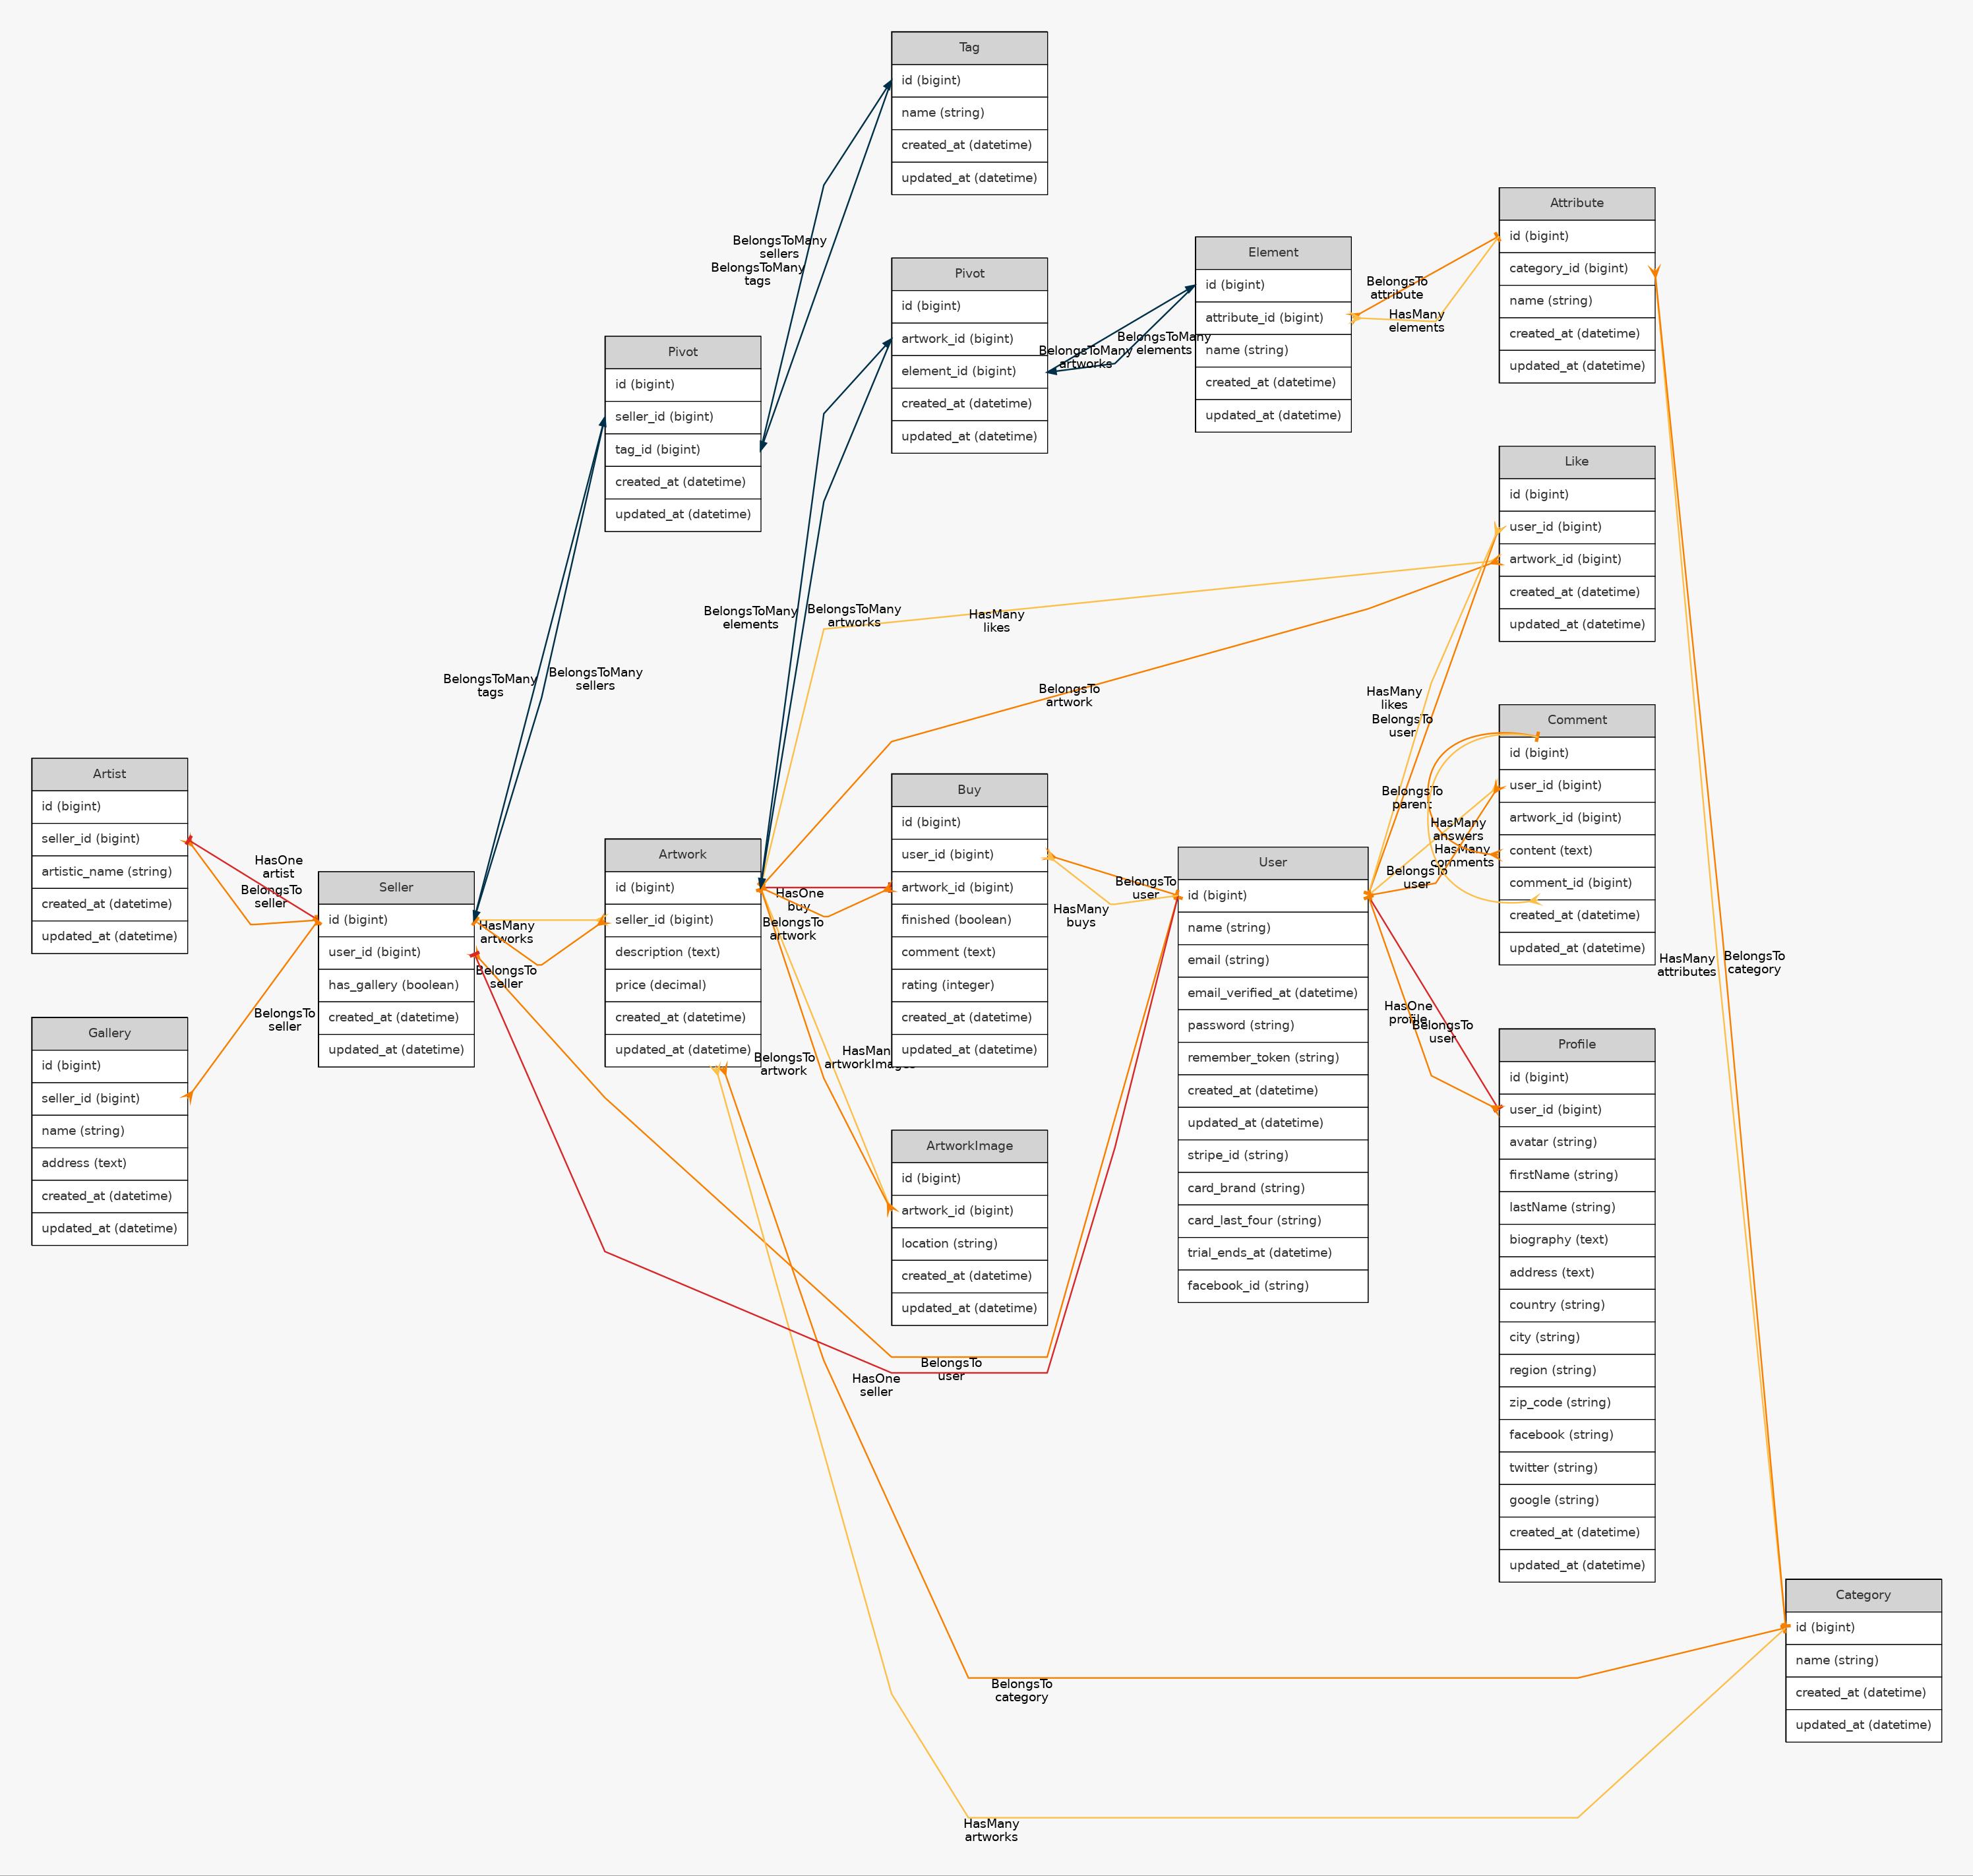 Tag
id (bigint)
name (string)
created_at (datetime)
updated_at (datetime)
Attribute
id (bigint)
category_id (bigint)
name (string)
created_at (datetime)
updated_at (datetime)
Element
id (bigint)
attribute_id (bigint)
name (string)
created_at (datetime)
updated_at (datetime)
Pivot
id (bigint)
artwork_id (bigint)
element_id (bigint)
created_at (datetime)
updated_at (datetime)
Pivot
id (bigint)
seller_id (bigint)
tag_id (bigint)
created_at (datetime)
updated_at (datetime)
Like
id (bigint)
user_id (bigint)
artwork_id (bigint)
created_at (datetime)
updated_at (datetime)
Comment
id (bigint)
user_id (bigint)
artwork_id (bigint)
content (text)
comment_id (bigint)
created_at (datetime)
updated_at (datetime)
Artist
id (bigint)
seller_id (bigint)
artistic_name (string)
created_at (datetime)
updated_at (datetime)
Gallery
id (bigint)
seller_id (bigint)
name (string)
address (text)
created_at (datetime)
updated_at (datetime)
Seller
id (bigint)
user_id (bigint)
has_gallery (boolean)
created_at (datetime)
updated_at (datetime)
Artwork
id (bigint)
seller_id (bigint)
description (text)
price (decimal)
created_at (datetime)
updated_at (datetime)
Buy
id (bigint)
user_id (bigint)
artwork_id (bigint)
finished (boolean)
comment (text)
rating (integer)
created_at (datetime)
updated_at (datetime)
ArtworkImage
id (bigint)
artwork_id (bigint)
location (string)
created_at (datetime)
updated_at (datetime)
User
id (bigint)
name (string)
email (string)
email_verified_at (datetime)
password (string)
remember_token (string)
created_at (datetime)
updated_at (datetime)
stripe_id (string)
card_brand (string)
card_last_four (string)
trial_ends_at (datetime)
facebook_id (string)
Profile
id (bigint)
user_id (bigint)
avatar (string)
firstName (string)
lastName (string)
biography (text)
address (text)
country (string)
city (string)
region (string)
zip_code (string)
facebook (string)
twitter (string)
google (string)
created_at (datetime)
updated_at (datetime)
Category
id (bigint)
name (string)
created_at (datetime)
updated_at (datetime)
BelongsToMany
sellers
BelongsToMany
tags
BelongsTo
attribute
HasMany
elements
BelongsToMany
elements
BelongsToMany
artworks
BelongsToMany
elements
BelongsToMany
artworks
HasMany
likes
BelongsToMany
tags
BelongsToMany
sellers
BelongsTo
artwork
HasMany
likes
BelongsTo
user
BelongsTo
parent
HasMany
answers
HasMany
comments
BelongsTo
user
HasOne
artist
BelongsTo
seller
HasMany
artworks
BelongsTo
seller
HasOne
buy
BelongsTo
artwork
BelongsTo
user
HasMany
buys
HasMany
attributes
BelongsTo
category
BelongsTo
seller
HasOne
profile
BelongsTo
user
BelongsTo
artwork
HasMany
artworkImages
BelongsTo
user
HasOne
seller
BelongsTo
category
HasMany
artworks